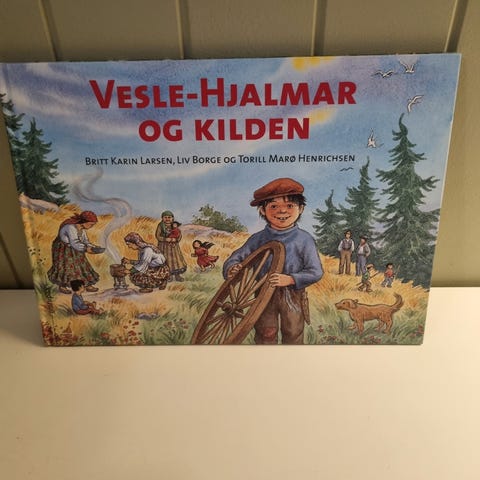 VESLE-HJALMAR
OG KILDEN
BRITT KARIN LARSEN, LIV BORGE OG TORILL MARØ HENRICHSEN